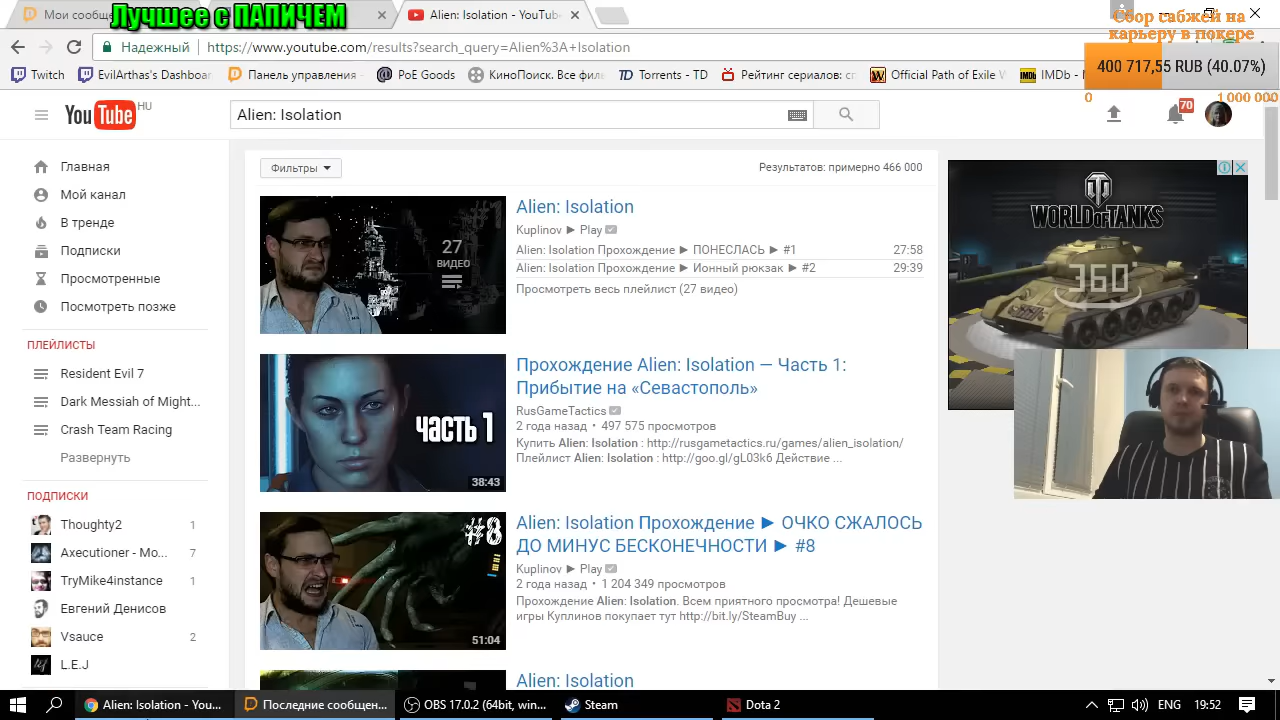 Лучшее с ПАПИЧЕМ
Мои сообщ
Alien: Isolation - YouTube
Сбор сабжей на
карьеру в покере
400 717,55 RUB (40.07%)
0
1 000 000
Надежный
https://www.youtube.com/results?search_query=Alien%3A+Isolation
Twitch
EvilArthas's Dashboa
Панель управления
PoE Goods
КиноПоиск. Все фил
Torrents - TD
Рейтинг сериалов:
Official Path of Exile W
IMDb -
YouTube HU
Alien: Isolation
70
Главная
Мой канал
В тренде
Подписки
Просмотренные
Посмотреть позже
ПЛЕЙЛИСТЫ
Resident Evil 7
Dark Messiah of Might...
Crash Team Racing
Развернуть
ПОДПИСКИ
Thoughty2 1
Axecutioner - Mo... 7
TryMike4instance 1
Евгений Денисов
Vsauce 2
L.E.J
Фильтры
Результатов: примерно 466 000
27
ВИДЕО
Alien: Isolation
Kuplinov ► Play
Alien: Isolation Прохождение ► ПОНЕСЛАСЬ ► #1 27:58
Alien: Isolation Прохождение ► Ионный рюкзак ► #2 29:39
Просмотреть весь плейлист (27 видео)
ЧАСТЬ 1
38:43
Прохождение Alien: Isolation — Часть 1:
Прибытие на «Севастополь»
RusGameTactics
2 года назад • 497 575 просмотров
Купить Alien: Isolation : http://rusgametactics.ru/games/alien_isolation/
Плейлист Alien: Isolation : http://goo.gl/gL03k6 Действие ...
#8
51:04
Alien: Isolation Прохождение ► ОЧКО СЖАЛОСЬ
ДО МИНУС БЕСКОНЕЧНОСТИ ► #8
Kuplinov ► Play
2 года назад • 1 204 349 просмотров
Прохождение Alien: Isolation. Всем приятного просмотра! Дешевые
игры Куплинов покупает тут http://bit.ly/SteamBuy ...
Alien: Isolation
WORLD OF TANKS
360°
Alien: Isolation - You...
Последние сообщен...
OBS 17.0.2 (64bit, win...
Steam
Dota 2
ENG
19:52